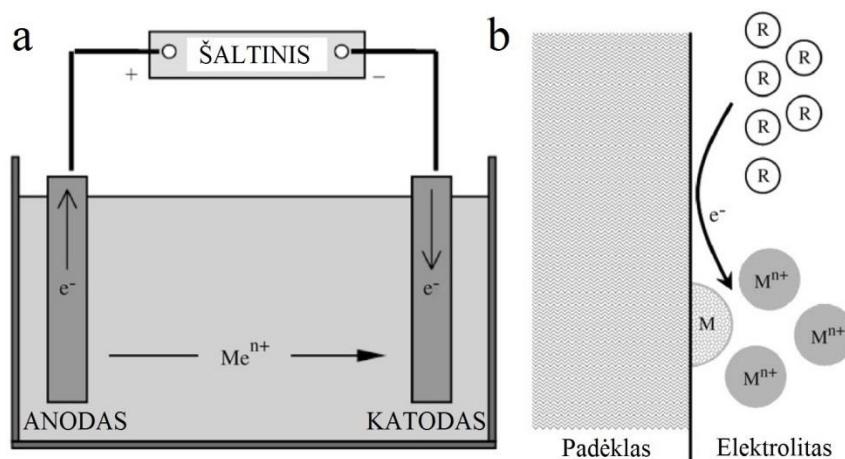 a
ŠALTINIS
+
−
e⁻
e⁻
Meⁿ⁺
ANODAS
KATODAS
b
R
R
R
R
R
R
e⁻
Mⁿ⁺
M
Mⁿ⁺
Mⁿ⁺
Padėklas
Elektrolitas